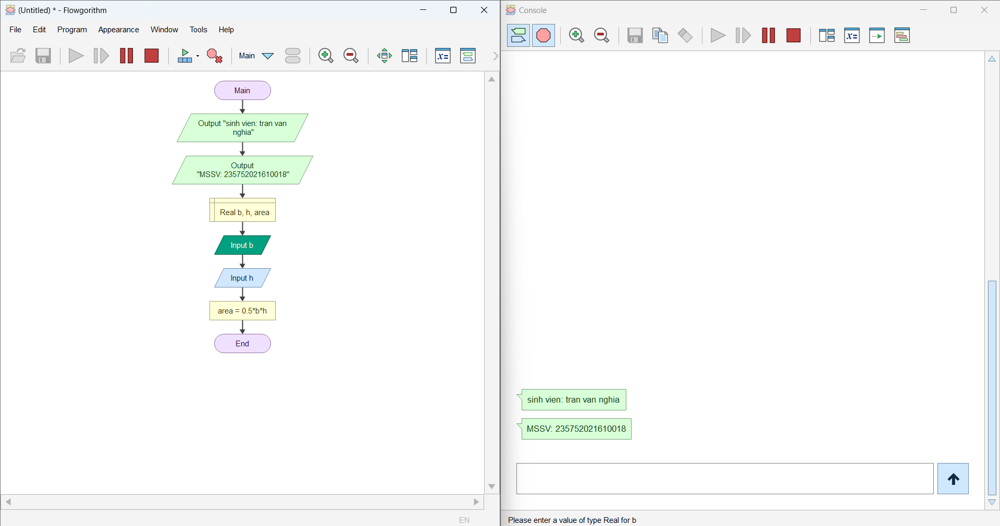 (Untitled) * - Flowgorithm
File Edit Program Appearance Window Tools Help
Main
x=
Main
Output "sinh vien: tran van
nghia"
Output
"MSSV: 235752021610018"
Real b, h, area
Input b
Input h
area = 0.5*b*h
End
EN
Console
x=
sinh vien: tran van nghia
MSSV: 235752021610018
Please enter a value of type Real for b